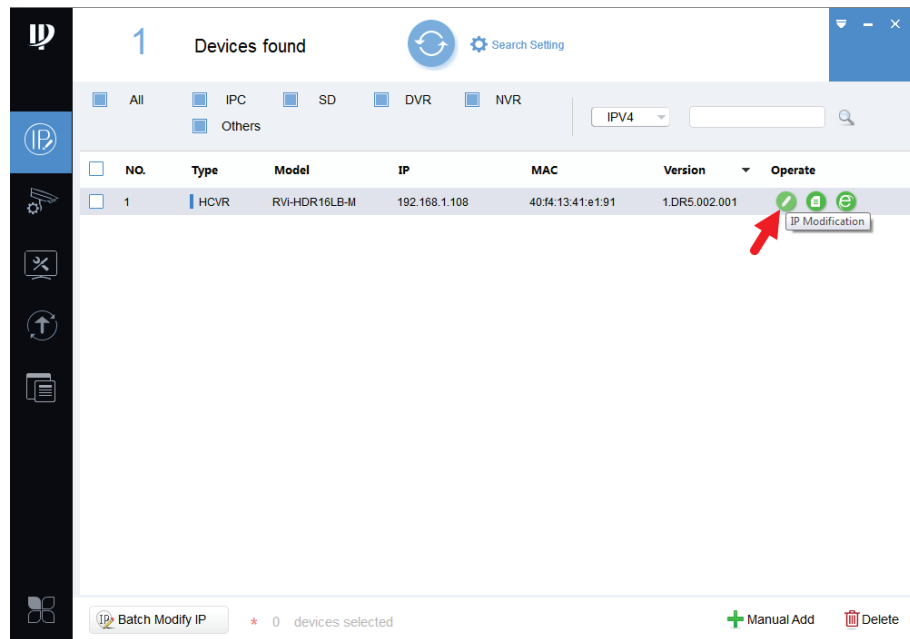 1 Devices found Search Setting
All IPC SD DVR NVR
Others
IPV4
NO. Type Model IP MAC Version Operate
1 HCVR RVi-HDR16LB-M 192.168.1.108 40:f4:13:41:e1:91 1.DR5.002.001
IP Modification
Batch Modify IP * 0 devices selected Manual Add Delete